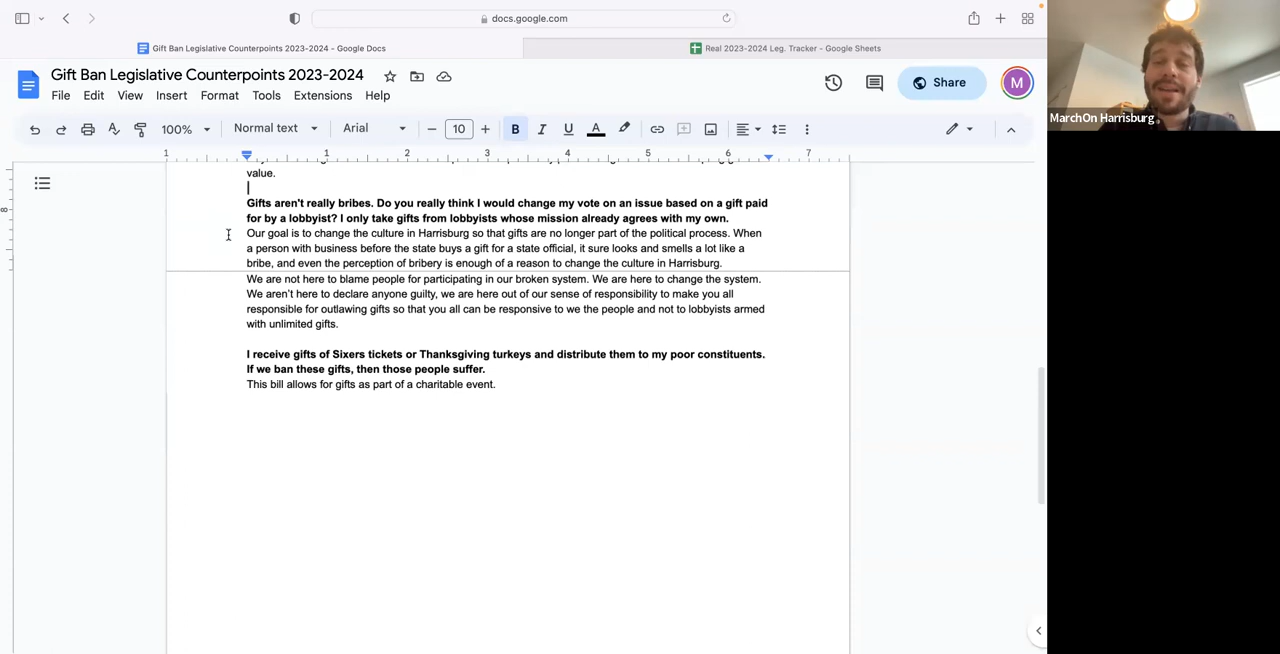 docs.google.com
Gift Ban Legislative Counterpoints 2023-2024 - Google Docs
Real 2023-2024 Leg. Tracker - Google Sheets
Gift Ban Legislative Counterpoints 2023-2024
Share
M
File Edit View Insert Format Tools Extensions Help
100% Normal text Arial 10 B I U A
1 1 2 3 4 5 6 7
8
value.
Gifts aren't really bribes. Do you really think I would change my vote on an issue based on a gift paid
for by a lobbyist? I only take gifts from lobbyists whose mission already agrees with my own.
Our goal is to change the culture in Harrisburg so that gifts are no longer part of the political process. When
a person with business before the state buys a gift for a state official, it sure looks and smells a lot like a
bribe, and even the perception of bribery is enough of a reason to change the culture in Harrisburg.
We are not here to blame people for participating in our broken system. We are here to change the system.
We aren't here to declare anyone guilty, we are here out of our sense of responsibility to make you all
responsible for outlawing gifts so that you all can be responsive to we the people and not to lobbyists armed
with unlimited gifts.
I receive gifts of Sixers tickets or Thanksgiving turkeys and distribute them to my poor constituents.
If we ban these gifts, then those people suffer.
This bill allows for gifts as part of a charitable event.
MarchOn Harrisburg